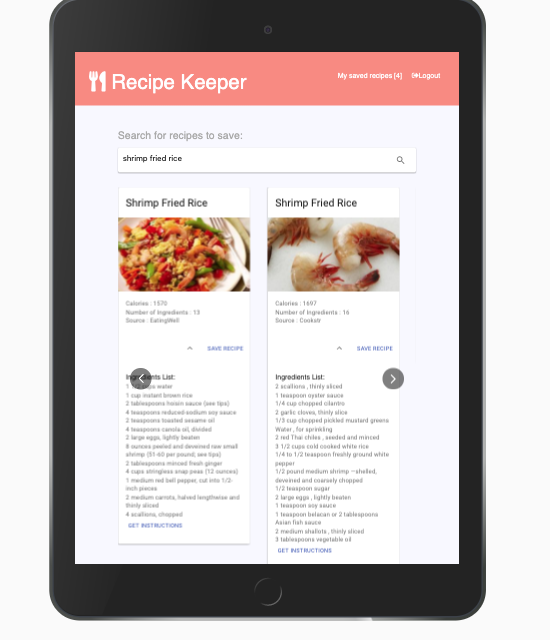 Recipe Keeper
My saved recipes [4]
Logout
Search for recipes to save:
shrimp fried rice
Shrimp Fried Rice
Calories : 1570
Number of Ingredients : 13
Source : EatingWell
SAVE RECIPE
Ingredients List:
1 1/2 cups water
1 cup instant brown rice
2 tablespoons hoisin sauce (see tips)
4 teaspoons reduced sodium soy sauce
2 teaspoons toasted sesame oil
4 teaspoons canola oil, divided
2 large eggs, lightly beaten
8 ounces peeled and deveined raw small
shrimp (51-60 per pound; see tips)
2 tablespoons minced fresh ginger
4 cups stringless snap peas (12 ounces)
1 medium red bell pepper, cut into 1/2-
inch pieces
2 medium carrots, halved lengthwise and
thinly sliced
4 scallions, chopped
GET INSTRUCTIONS
Shrimp Fried Rice
Calories : 1697
Number of Ingredients : 16
Source : Cookstr
SAVE RECIPE
Ingredients List:
2 scallions , thinly sliced
1 teaspoon oyster sauce
1/4 cup chopped cilantro
2 garlic cloves, thinly slice
1/3 cup chopped pickled mustard greens
Water , for sprinkling
2 red Thai chiles , seeded and minced
3 1/2 cups cold cooked white rice
1/4 to 1/2 teaspoon freshly ground white
pepper
1/2 pound medium shrimp —shelled,
deveined and coarsely chopped
1/2 teaspoon sugar
2 large eggs , lightly beaten
1 teaspoon soy sauce
1 teaspoon belacan or 2 tablespoons
Asian fish sauce
2 medium shallots , thinly sliced
3 tablespoons vegetable oil
GET INSTRUCTIONS